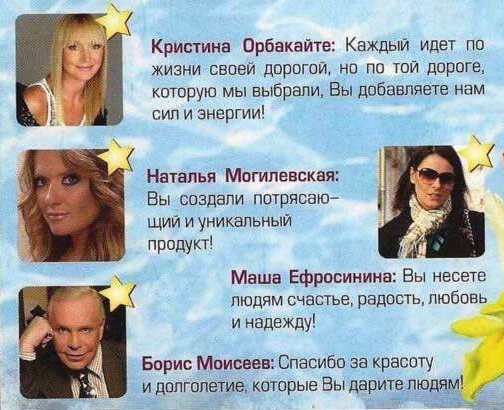 Кристина Орбакайте: Каждый идет по
жизни своей дорогой, но по той дороге,
которую мы выбрали, Вы добавляете нам
сил и энергии!
Наталья Могилевская:
Вы создали потрясаю-
щий и уникальный
продукт!
Маша Ефросинина: Вы несете
людям счастье, радость, любовь
и надежду!
Борис Моисеев: Спасибо за красоту
и долголетие, которые Вы дарите людям!